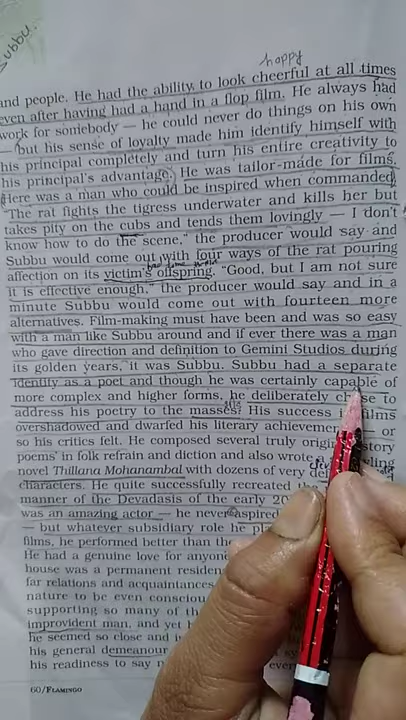 Subbu
happy
and people. He had the ability to look cheerful at all times
even after having had a hand in a flop film. He always had
work for somebody — he could never do things on his own
— but his sense of loyalty made him identify himself with
his principal completely and turn his entire creativity to
his principal's advantage. He was tailor-made for films.
Here was a man who could be inspired when commanded.
"The rat fights the tigress underwater and kills her but
takes pity on the cubs and tends them lovingly — I don't
know how to do the scene," the producer would say and
Subbu would come out with four ways of the rat pouring
affection on its victim's offspring. "Good, but I am not sure
it is effective enough," the producer would say and in a
minute Subbu would come out with fourteen more
alternatives. Film-making must have been and was so easy
with a man like Subbu around and if ever there was a man
who gave direction and definition to Gemini Studios during
its golden years, it was Subbu. Subbu had a separate
identity as a poet and though he was certainly capable of
more complex and higher forms, he deliberately to
address his poetry to the masses. His success films
overshadowed and dwarfed his literary or
so his critics felt. He composed several truly story
poems' in folk refrain and diction and also wrote
novel Thillana Mohanambal with dozens of very
characters. He quite successfully recreated
manner of the Devadasis of the early
was an amazing actor — he never aspired
— but whatever subsidiary role he
films, he performed better than the
He had a genuine love for anyone
house was a permanent
far relations and
nature to be even
supporting so many of
improvident man, and yet
he seemed so close and
his general demeanour
his readiness to say
60/FLAMINGO